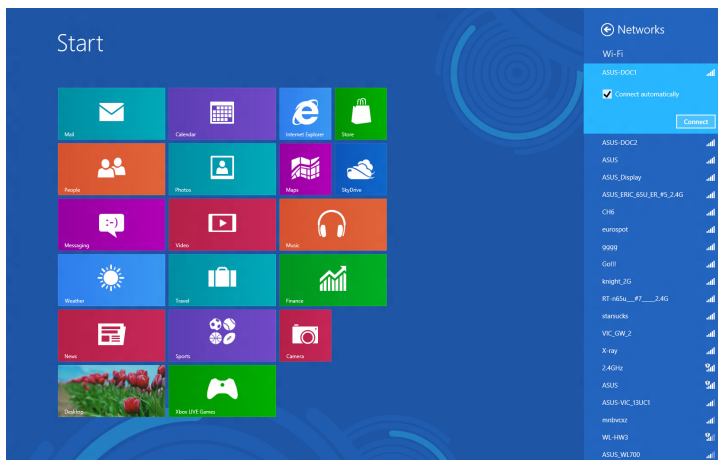 Start
Mail
Calendar
Internet Explorer
Store
People
Photos
Maps
SkyDrive
Messaging
:-)
Video
Music
Weather
Travel
Finance
News
Sports
Camera
Desktop
Xbox LIVE Games
Networks
Wi-Fi
ASUS-DOC1
Connect automatically
Connect
ASUS-DOC2
ASUS
ASUS_Display
ASUS_ERIC_65U_ER_#5_2.4G
CH6
eurospot
9999
Go!!!
knight_2G
RT-n65u__#7____2.4G
starsucks
VIC_GW_2
X-ray
2.4GHz
ASUS
ASUS-VIC_13UC1
mnbvcxz
WL-HW3
ASUS_WL700